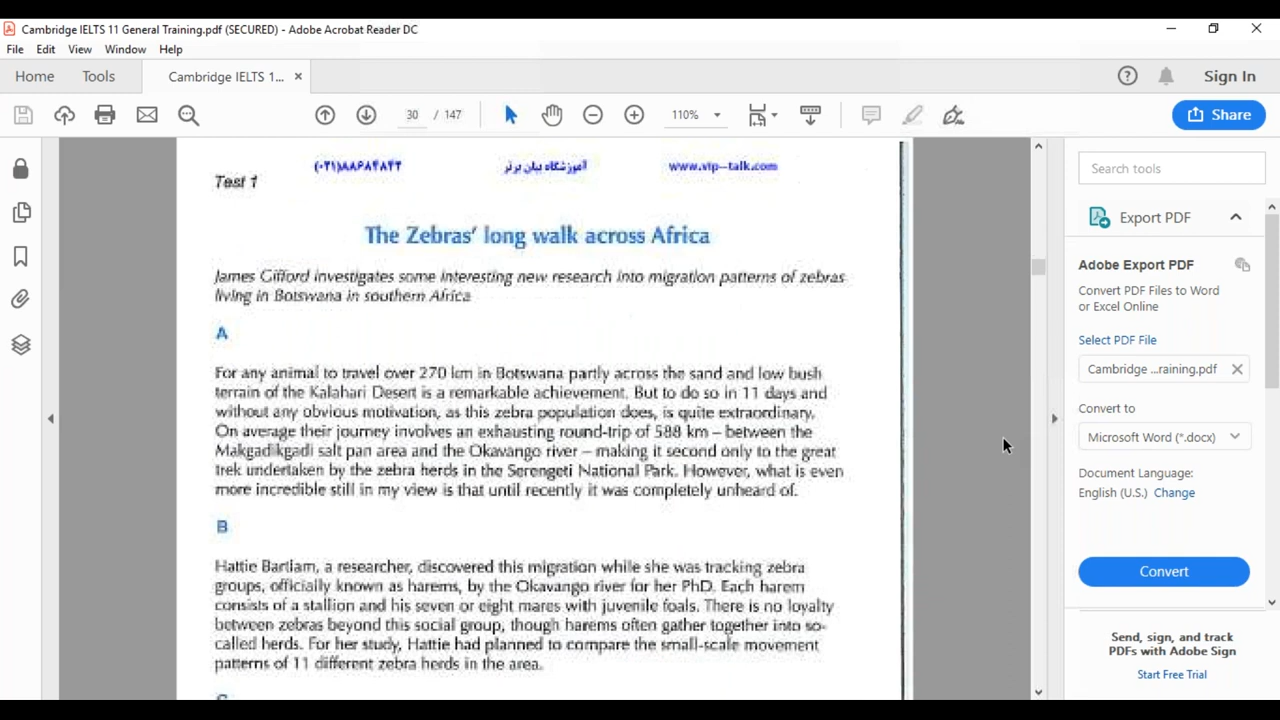 Cambridge IELTS 11 General Training.pdf (SECURED) - Adobe Acrobat Reader DC
File Edit View Window Help
Home Tools Cambridge IELTS 1... × Sign In
30 / 147 110% Share
(۰۲۱)۸۸۶۸۴۸۴۴ آموزشگاه بیان برتر www.vip-talk.com
Test 1
The Zebras' long walk across Africa
James Gifford investigates some interesting new research into migration patterns of zebras
living in Botswana in southern Africa
A
For any animal to travel over 270 km in Botswana partly across the sand and low bush
terrain of the Kalahari Desert is a remarkable achievement. But to do so in 11 days and
without any obvious motivation, as this zebra population does, is quite extraordinary.
On average their journey involves an exhausting round-trip of 588 km – between the
Makgadikgadi salt pan area and the Okavango river – making it second only to the great
trek undertaken by the zebra herds in the Serengeti National Park. However, what is even
more incredible still in my view is that until recently it was completely unheard of.
B
Hattie Bartlam, a researcher, discovered this migration while she was tracking zebra
groups, officially known as harems, by the Okavango river for her PhD. Each harem
consists of a stallion and his seven or eight mares with juvenile foals. There is no loyalty
between zebras beyond this social group, though harems often gather together into so-
called herds. For her study, Hattie had planned to compare the small-scale movement
patterns of 11 different zebra herds in the area.
Search tools
Export PDF
Adobe Export PDF
Convert PDF Files to Word
or Excel Online
Select PDF File
Cambridge ...raining.pdf
Convert to
Microsoft Word (*.docx)
Document Language:
English (U.S.) Change
Convert
Send, sign, and track
PDFs with Adobe Sign
Start Free Trial